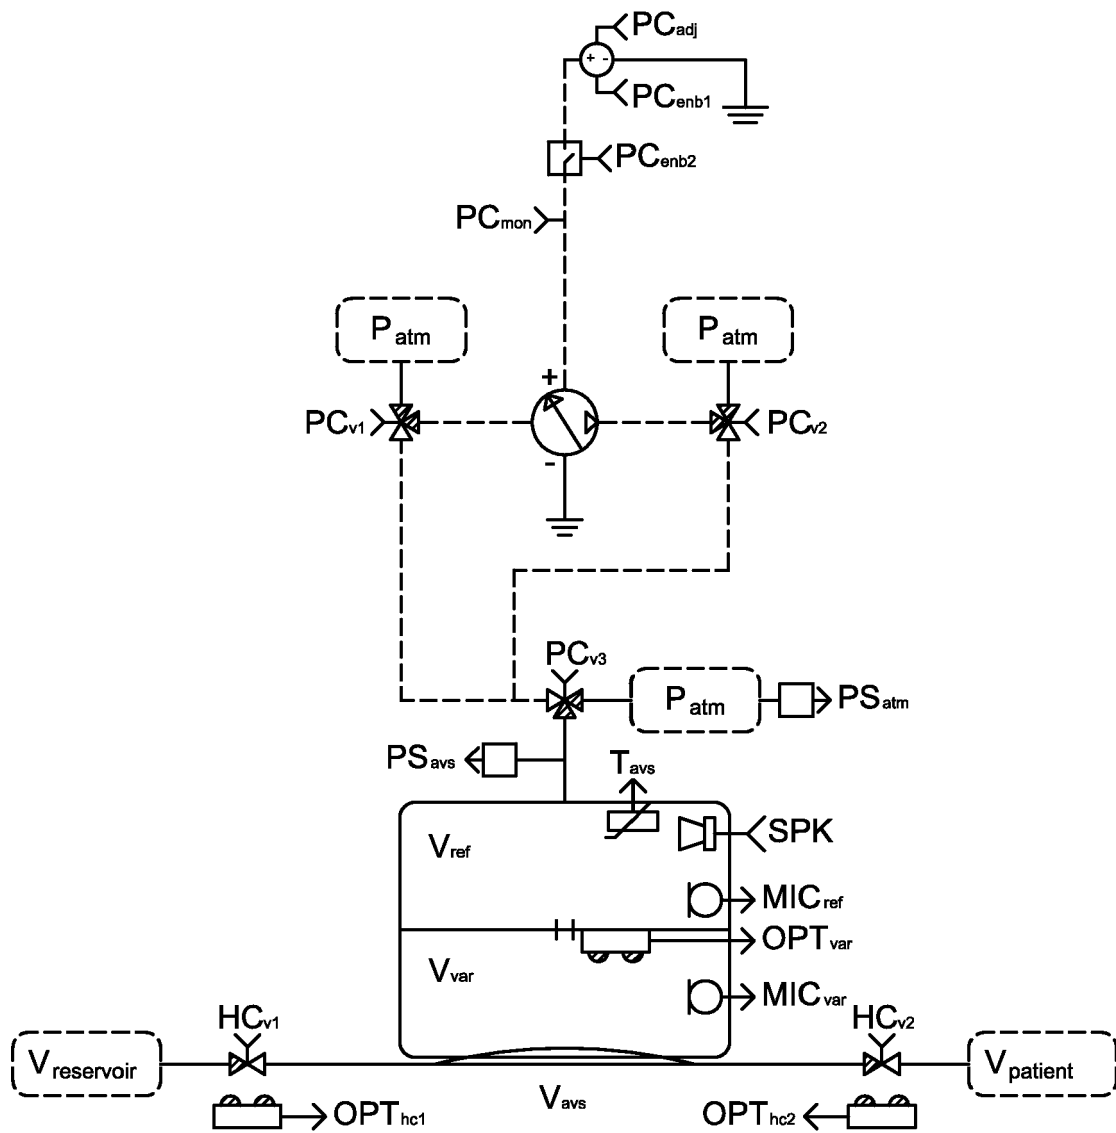 PCadj
+ -
PCenb1
PCenb2
PCmon
Patm
Patm
+
PCv1
PCv2
-
PCv3
Patm
PSatm
PSavs
Tavs
Vref
SPK
MICref
OPTvar
Vvar
MICvar
HCv1
HCv2
Vreservoir
Vpatient
Vavs
OPThc1
OPThc2